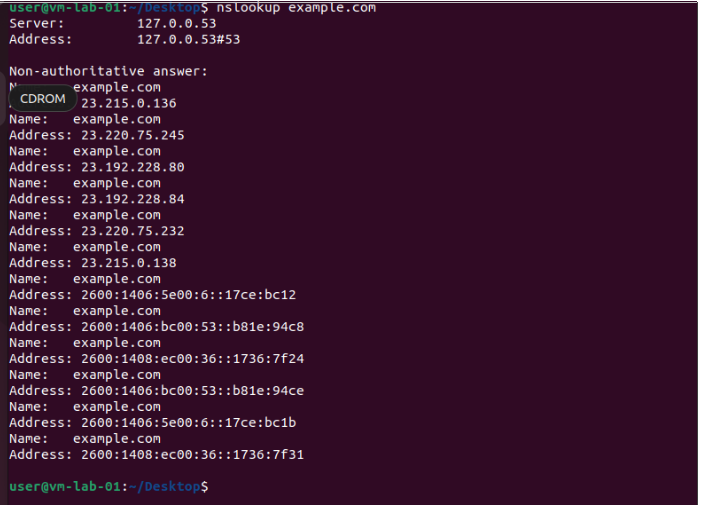 user@vm-lab-01:~/Desktop$ nslookup example.com
Server:         127.0.0.53
Address:        127.0.0.53#53
Non-authoritative answer:
example.com
CDROM
23.215.0.136
Name:   example.com
Address: 23.220.75.245
Name:   example.com
Address: 23.192.228.80
Name:   example.com
Address: 23.192.228.84
Name:   example.com
Address: 23.220.75.232
Name:   example.com
Address: 23.215.0.138
Name:   example.com
Address: 2600:1406:5e00:6::17ce:bc12
Name:   example.com
Address: 2600:1406:bc00:53::b81e:94c8
Name:   example.com
Address: 2600:1408:ec00:36::1736:7f24
Name:   example.com
Address: 2600:1406:bc00:53::b81e:94ce
Name:   example.com
Address: 2600:1406:5e00:6::17ce:bc1b
Name:   example.com
Address: 2600:1408:ec00:36::1736:7f31
user@vm-lab-01:~/Desktop$